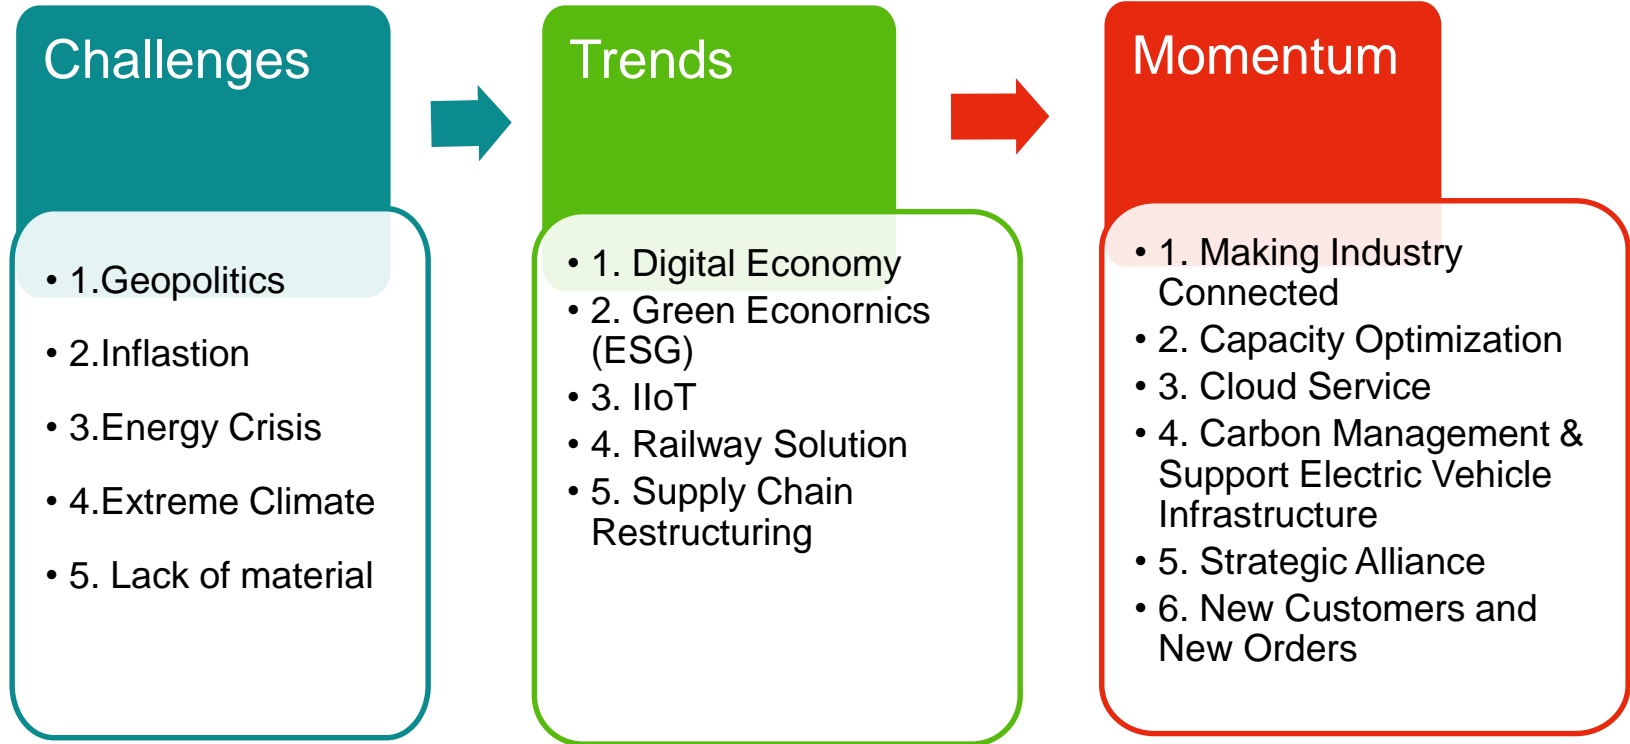 Challenges
• 1.Geopolitics
• 2.Inflastion
• 3.Energy Crisis
• 4.Extreme Climate
• 5. Lack of material
Trends
• 1. Digital Economy
• 2. Green Econornics
(ESG)
• 3. IIoT
• 4. Railway Solution
• 5. Supply Chain
Restructuring
Momentum
• 1. Making Industry
Connected
• 2. Capacity Optimization
• 3. Cloud Service
• 4. Carbon Management &
Support Electric Vehicle
Infrastructure
• 5. Strategic Alliance
• 6. New Customers and
New Orders